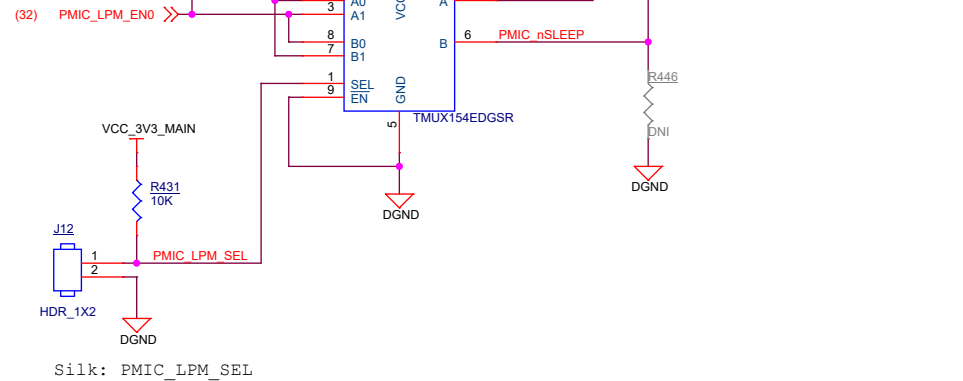 A0
A
(32) PMIC_LPM_EN0
3 A1
VCC
8 B0
7 B1
B 6 PMIC_nSLEEP
1 SEL
9 EN
GND
5
TMUX154EDGSR
R446
DNI
DGND
DGND
VCC_3V3_MAIN
R431
10K
J12
1 PMIC_LPM_SEL
2
HDR_1X2
DGND
Silk: PMIC_LPM_SEL